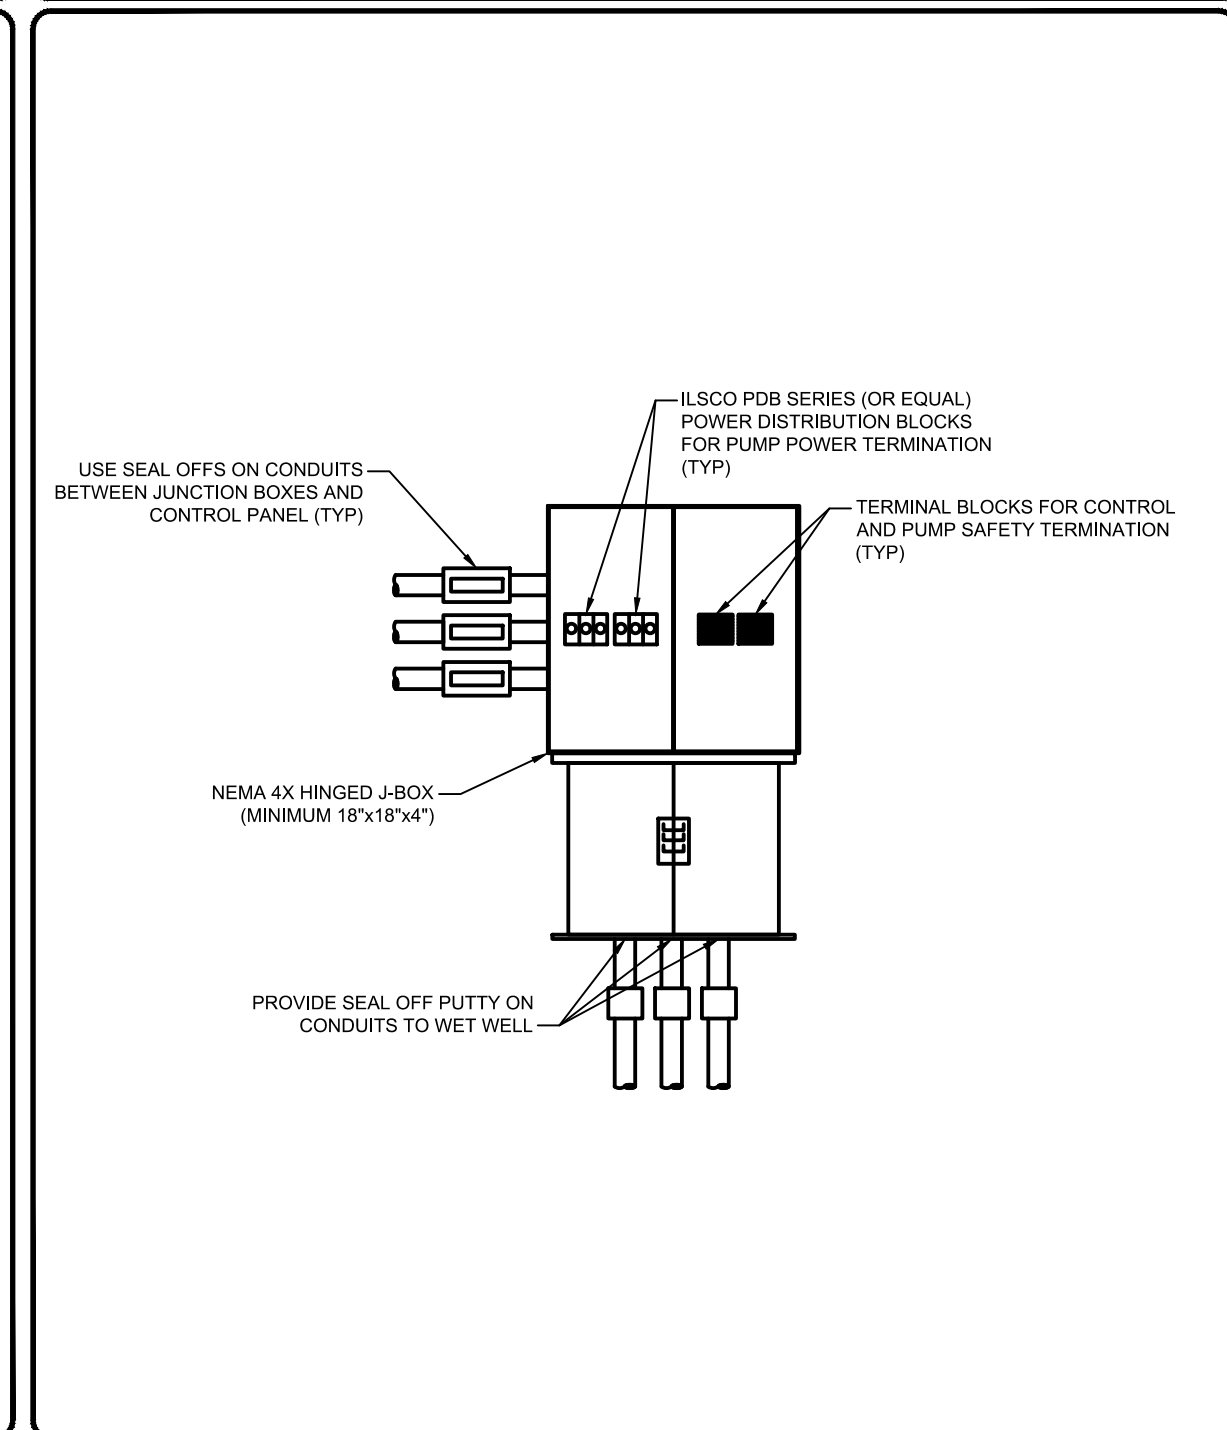 ILSCO PDB SERIES (OR EQUAL)
POWER DISTRIBUTION BLOCKS
FOR PUMP POWER TERMINATION
(TYP)
USE SEAL OFFS ON CONDUITS
BETWEEN JUNCTION BOXES AND
CONTROL PANEL (TYP)
TERMINAL BLOCKS FOR CONTROL
AND PUMP SAFETY TERMINATION
(TYP)
NEMA 4X HINGED J-BOX
(MINIMUM 18"x18"x4")
PROVIDE SEAL OFF PUTTY ON
CONDUITS TO WET WELL